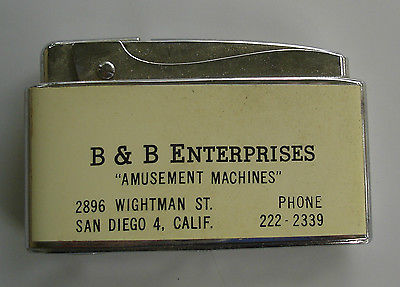 B & B ENTERPRISES
"AMUSEMENT MACHINES"
2896 WIGHTMAN ST. PHONE
SAN DIEGO 4, CALIF. 222-2339